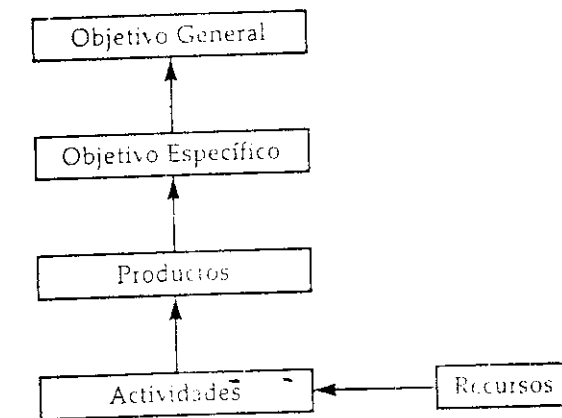 Objetivo General
Objetivo Específico
Productos
Actividades
Recursos